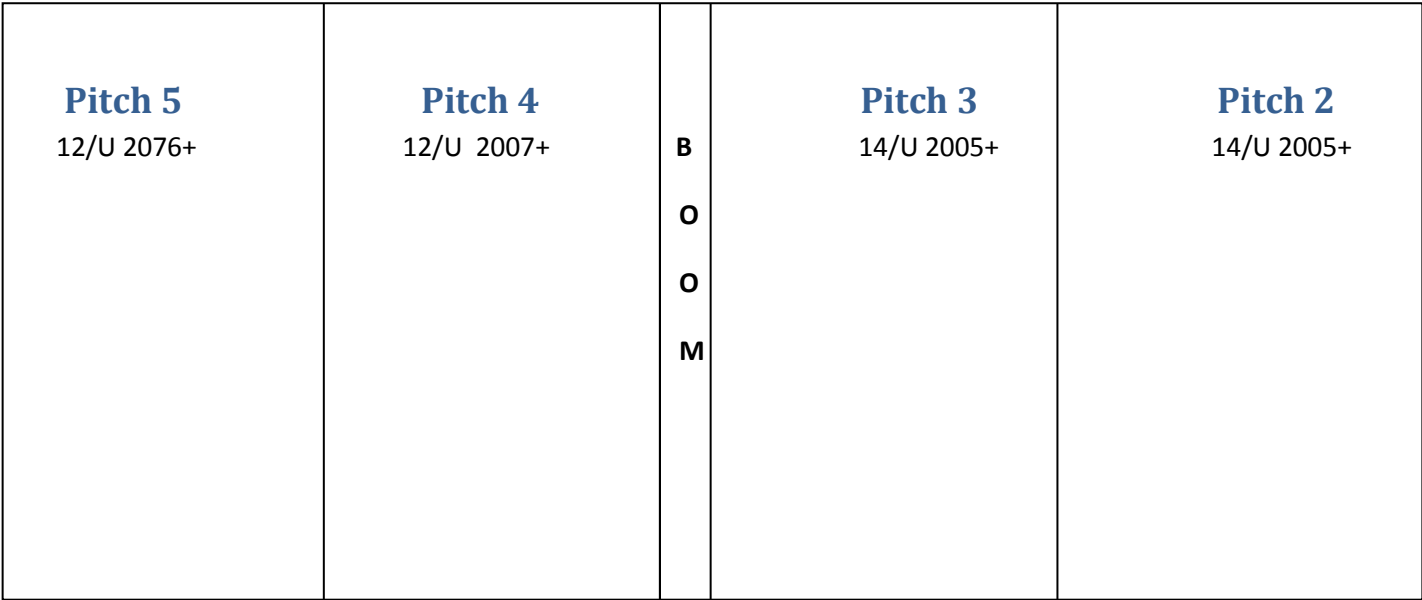 Pitch 5
12/U 2076+
Pitch 4
12/U  2007+
B
O
O
M
Pitch 3
14/U 2005+
Pitch 2
14/U 2005+